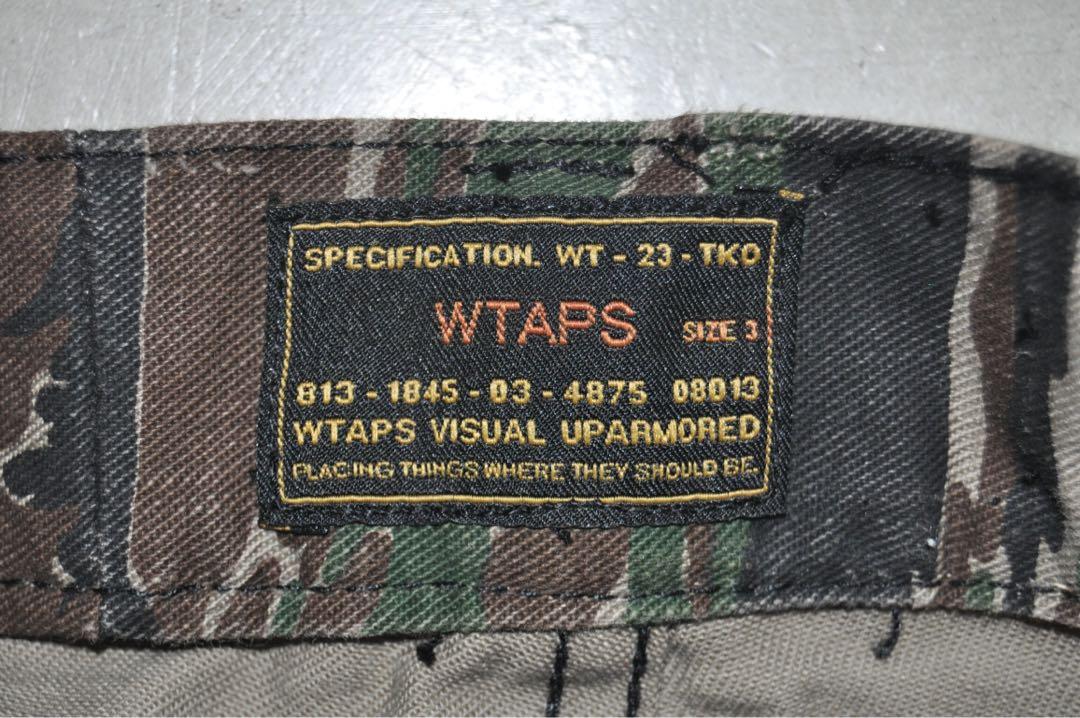 SPECIFICATION. WT - 23 - TKO
WTAPS SIZE 3
813 - 1845 - 03 - 4875 08013
WTAPS VISUAL UPARMORED
PLACING THINGS WHERE THEY SHOULD BE.